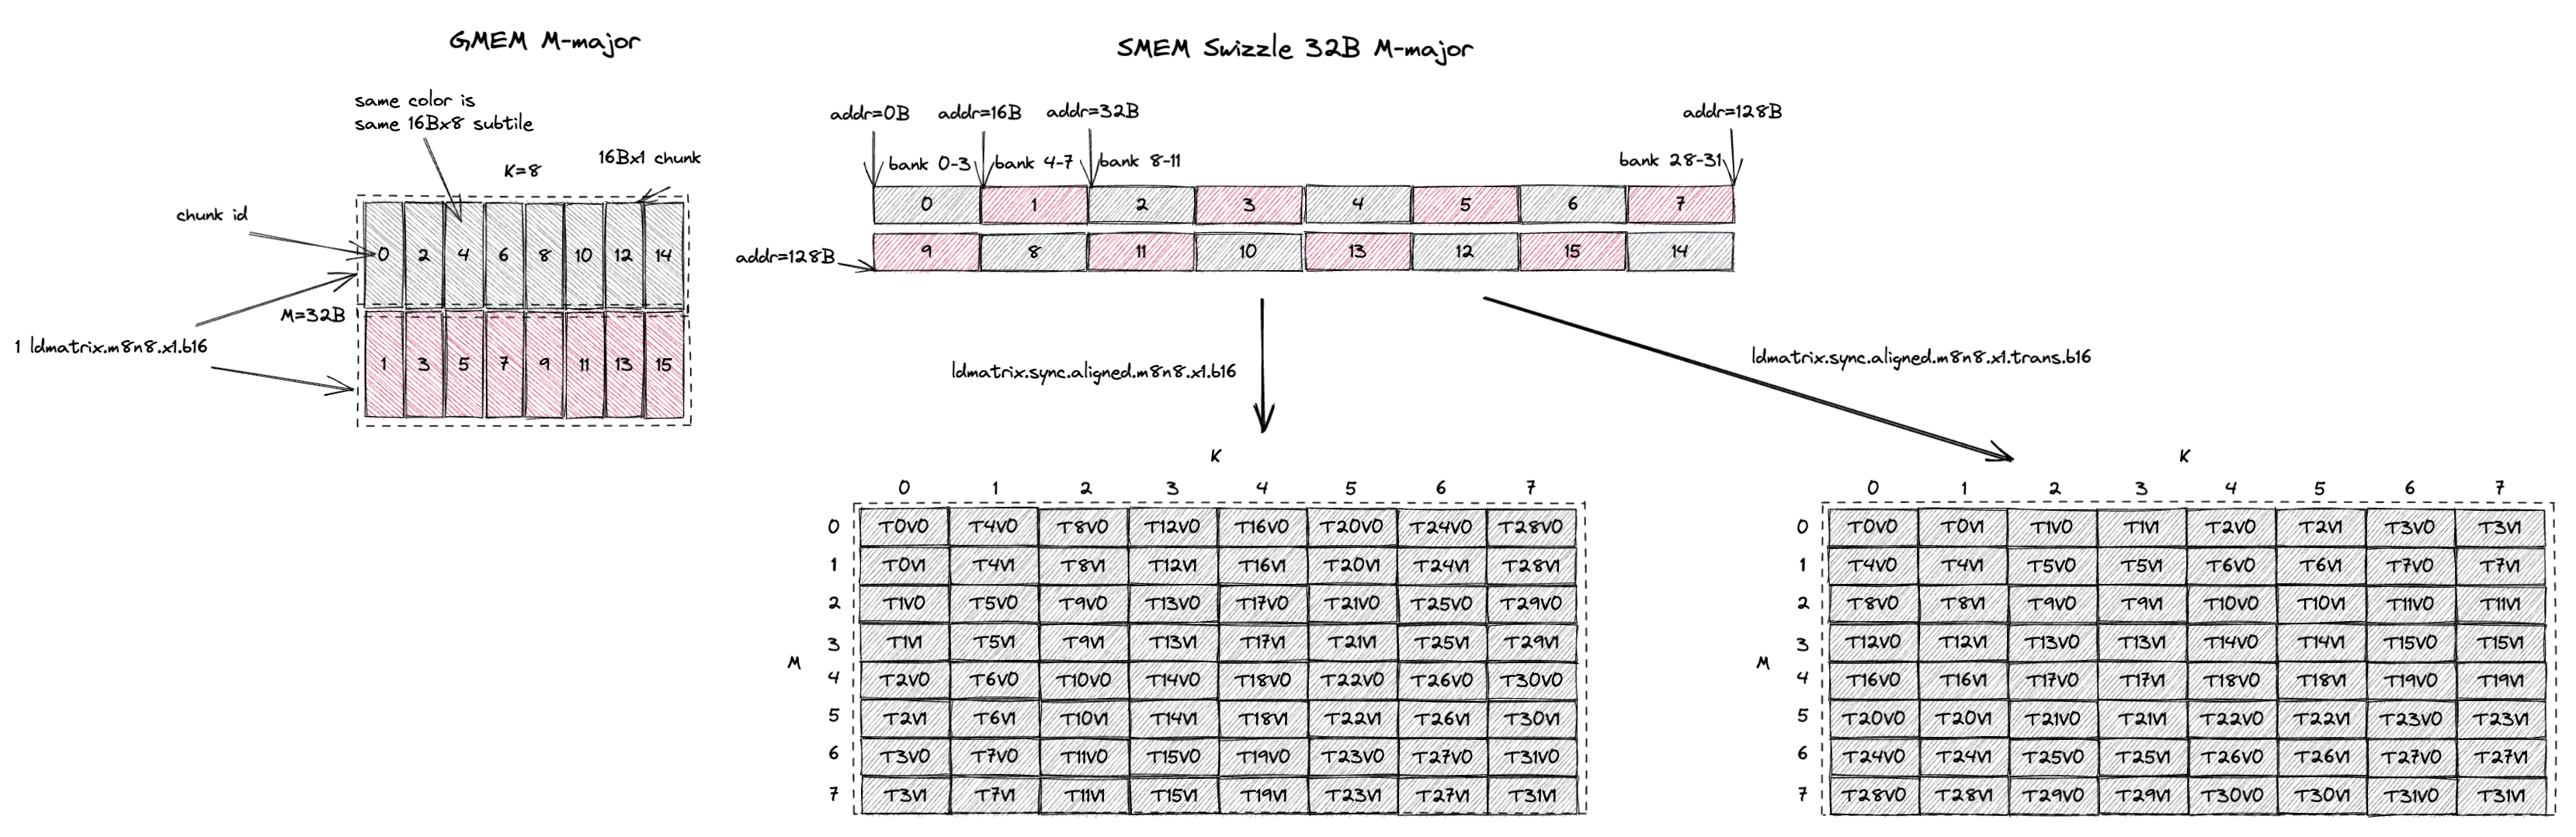 GMEM M-major
SMEM Swizzle 32B M-major
same color is
same 16Bx8 subtile
K=8
16Bx1 chunk
chunk id
0 2 4 6 8 10 12 14
M=32B
1 ldmatrix.m8n8.x1.b16
1 3 5 7 9 11 13 15
addr=0B addr=16B addr=32B addr=128B
bank 0-3 bank 4-7 bank 8-11 bank 28-31
0 1 2 3 4 5 6 7
addr=128B
9 8 11 10 13 12 15 14
ldmatrix.sync.aligned.m8n8.x1.b16
ldmatrix.sync.aligned.m8n8.x1.trans.b16
K
0 1 2 3 4 5 6 7
M
0 T0V0 T4V0 T8V0 T12V0 T16V0 T20V0 T24V0 T28V0
1 T0V1 T4V1 T8V1 T12V1 T16V1 T20V1 T24V1 T28V1
2 T1V0 T5V0 T9V0 T13V0 T17V0 T21V0 T25V0 T29V0
3 T1V1 T5V1 T9V1 T13V1 T17V1 T21V1 T25V1 T29V1
4 T2V0 T6V0 T10V0 T14V0 T18V0 T22V0 T26V0 T30V0
5 T2V1 T6V1 T10V1 T14V1 T18V1 T22V1 T26V1 T30V1
6 T3V0 T7V0 T11V0 T15V0 T19V0 T23V0 T27V0 T31V0
7 T3V1 T7V1 T11V1 T15V1 T19V1 T23V1 T27V1 T31V1
K
0 1 2 3 4 5 6 7
M
0 T0V0 T0V1 T1V0 T1V1 T2V0 T2V1 T3V0 T3V1
1 T4V0 T4V1 T5V0 T5V1 T6V0 T6V1 T7V0 T7V1
2 T8V0 T8V1 T9V0 T9V1 T10V0 T10V1 T11V0 T11V1
3 T12V0 T12V1 T13V0 T13V1 T14V0 T14V1 T15V0 T15V1
4 T16V0 T16V1 T17V0 T17V1 T18V0 T18V1 T19V0 T19V1
5 T20V0 T20V1 T21V0 T21V1 T22V0 T22V1 T23V0 T23V1
6 T24V0 T24V1 T25V0 T25V1 T26V0 T26V1 T27V0 T27V1
7 T28V0 T28V1 T29V0 T29V1 T30V0 T30V1 T31V0 T31V1